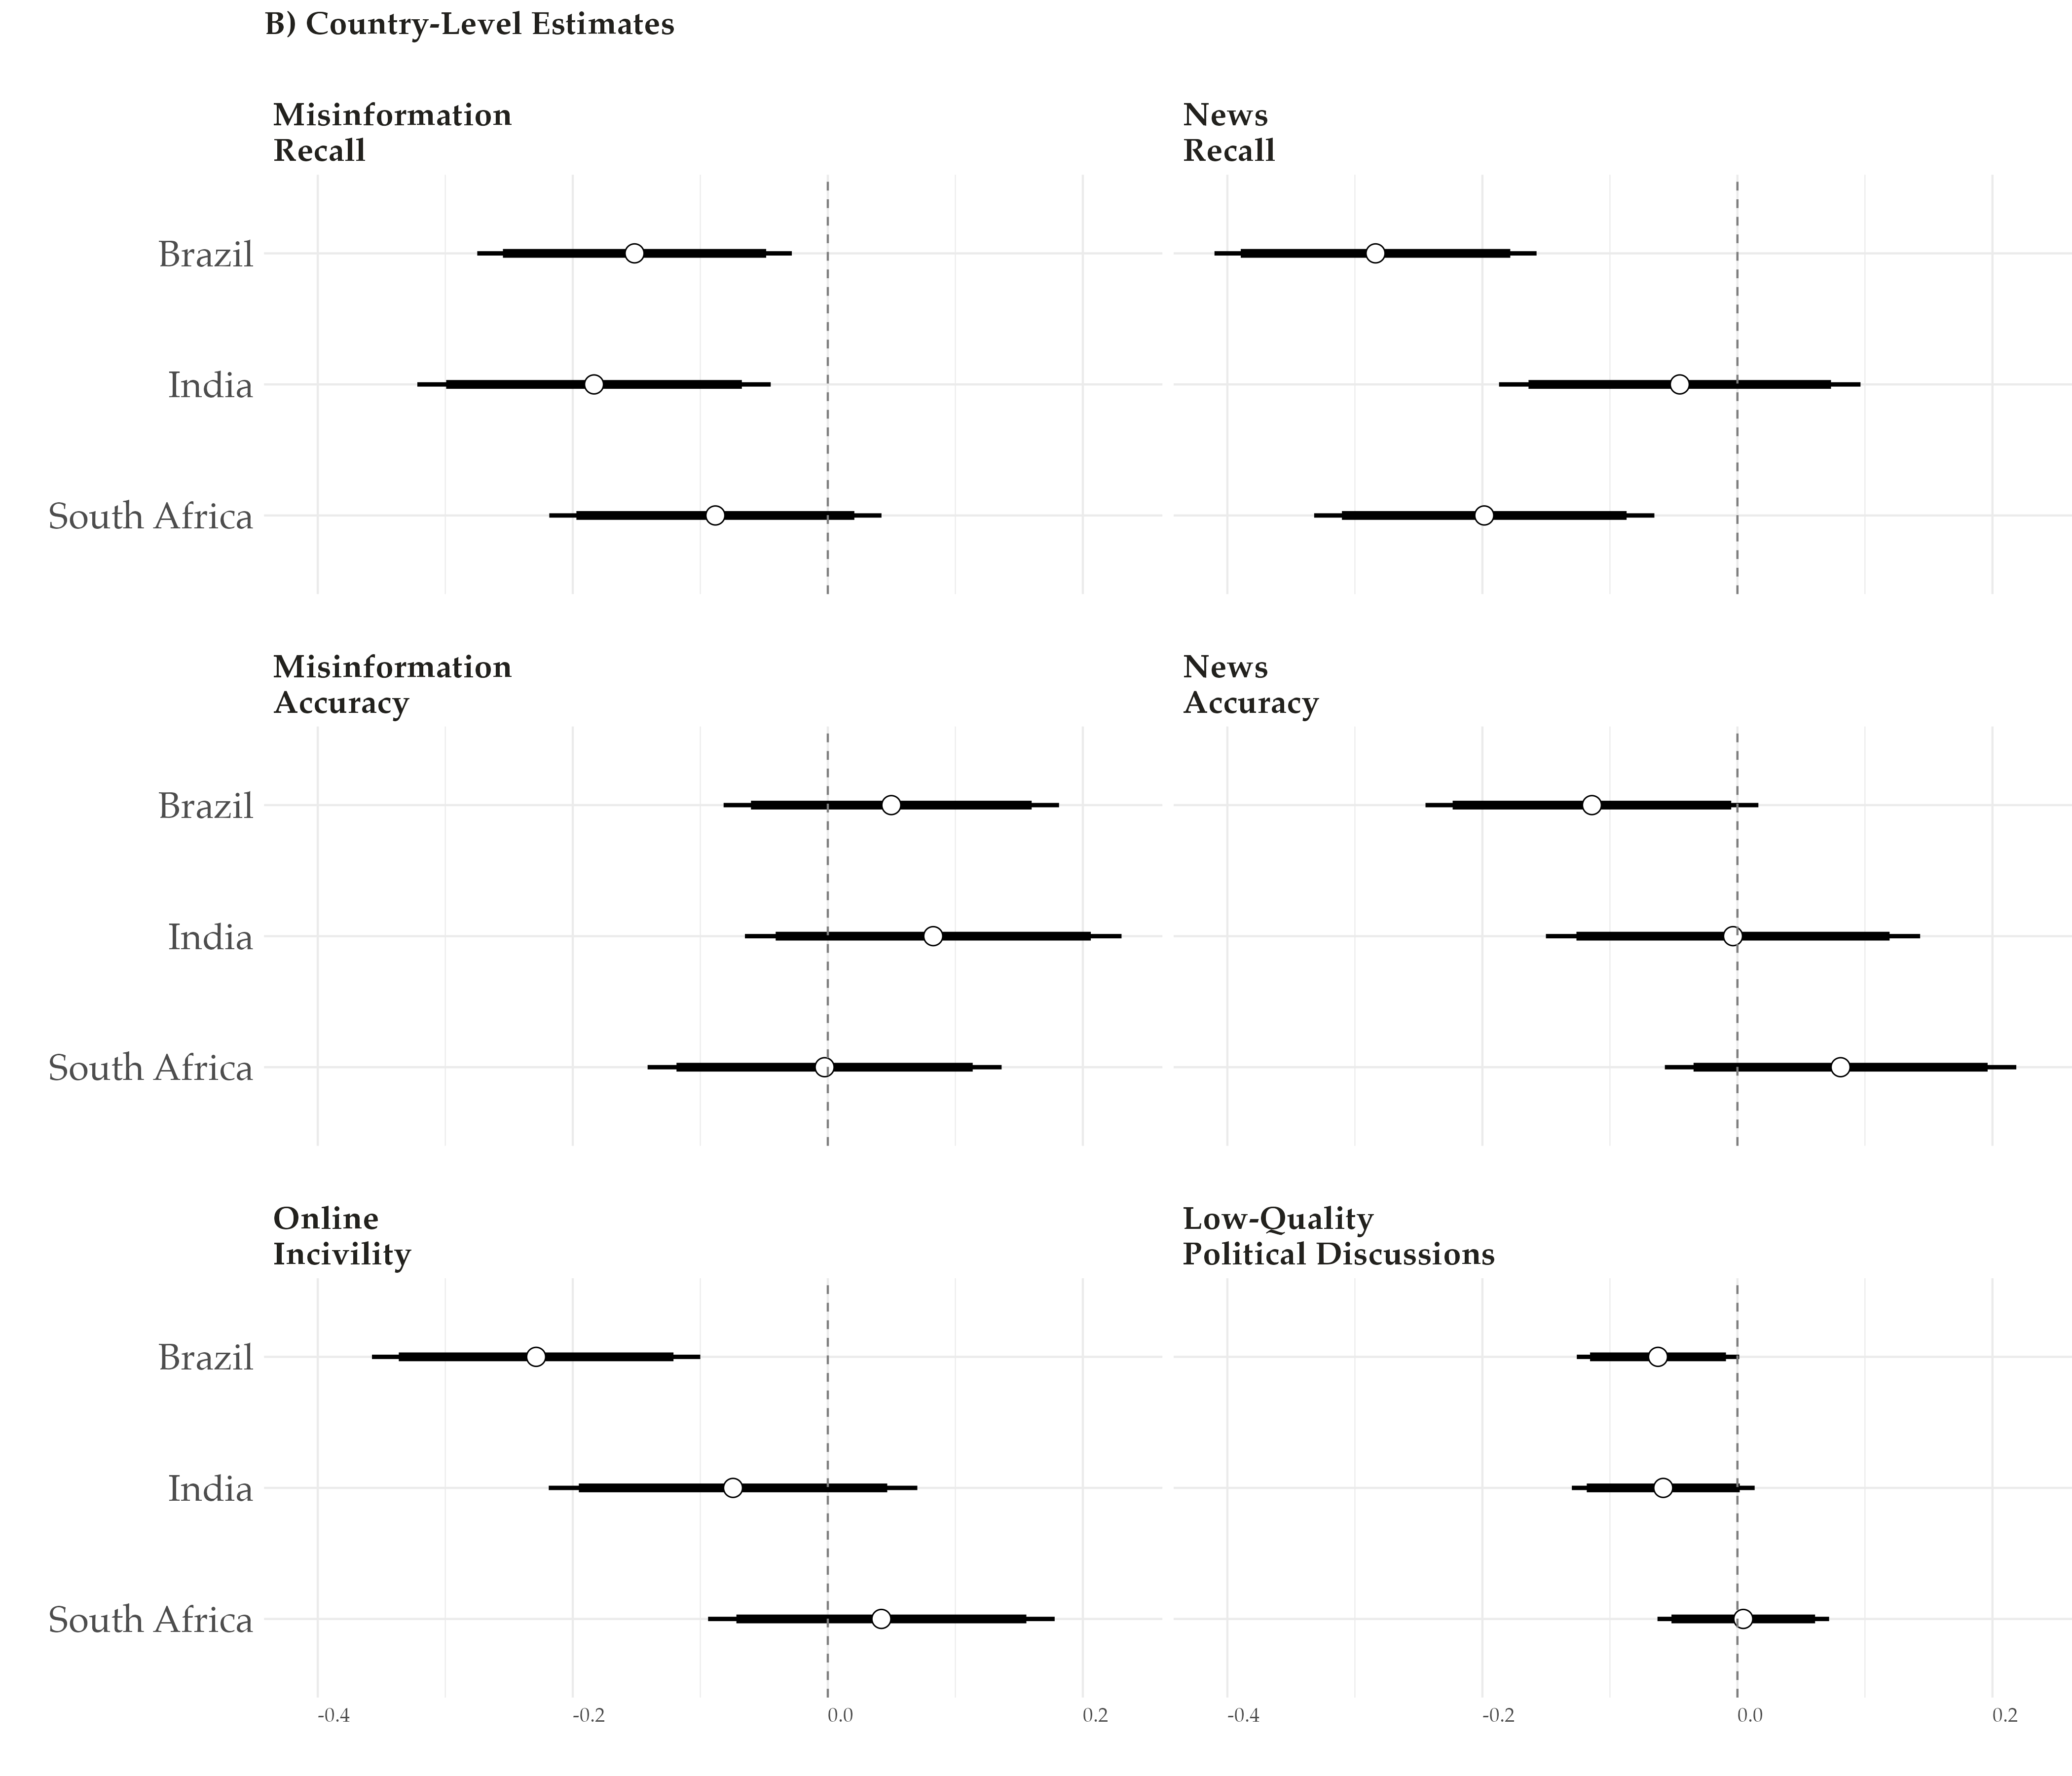 B) Country-Level Estimates
Misinformation
Recall
News
Recall
Brazil
India
South Africa
Misinformation
Accuracy
News
Accuracy
Brazil
India
South Africa
Online
Incivility
Low-Quality
Political Discussions
Brazil
India
South Africa
-0.4 -0.2 0.0 0.2 -0.4 -0.2 0.0 0.2